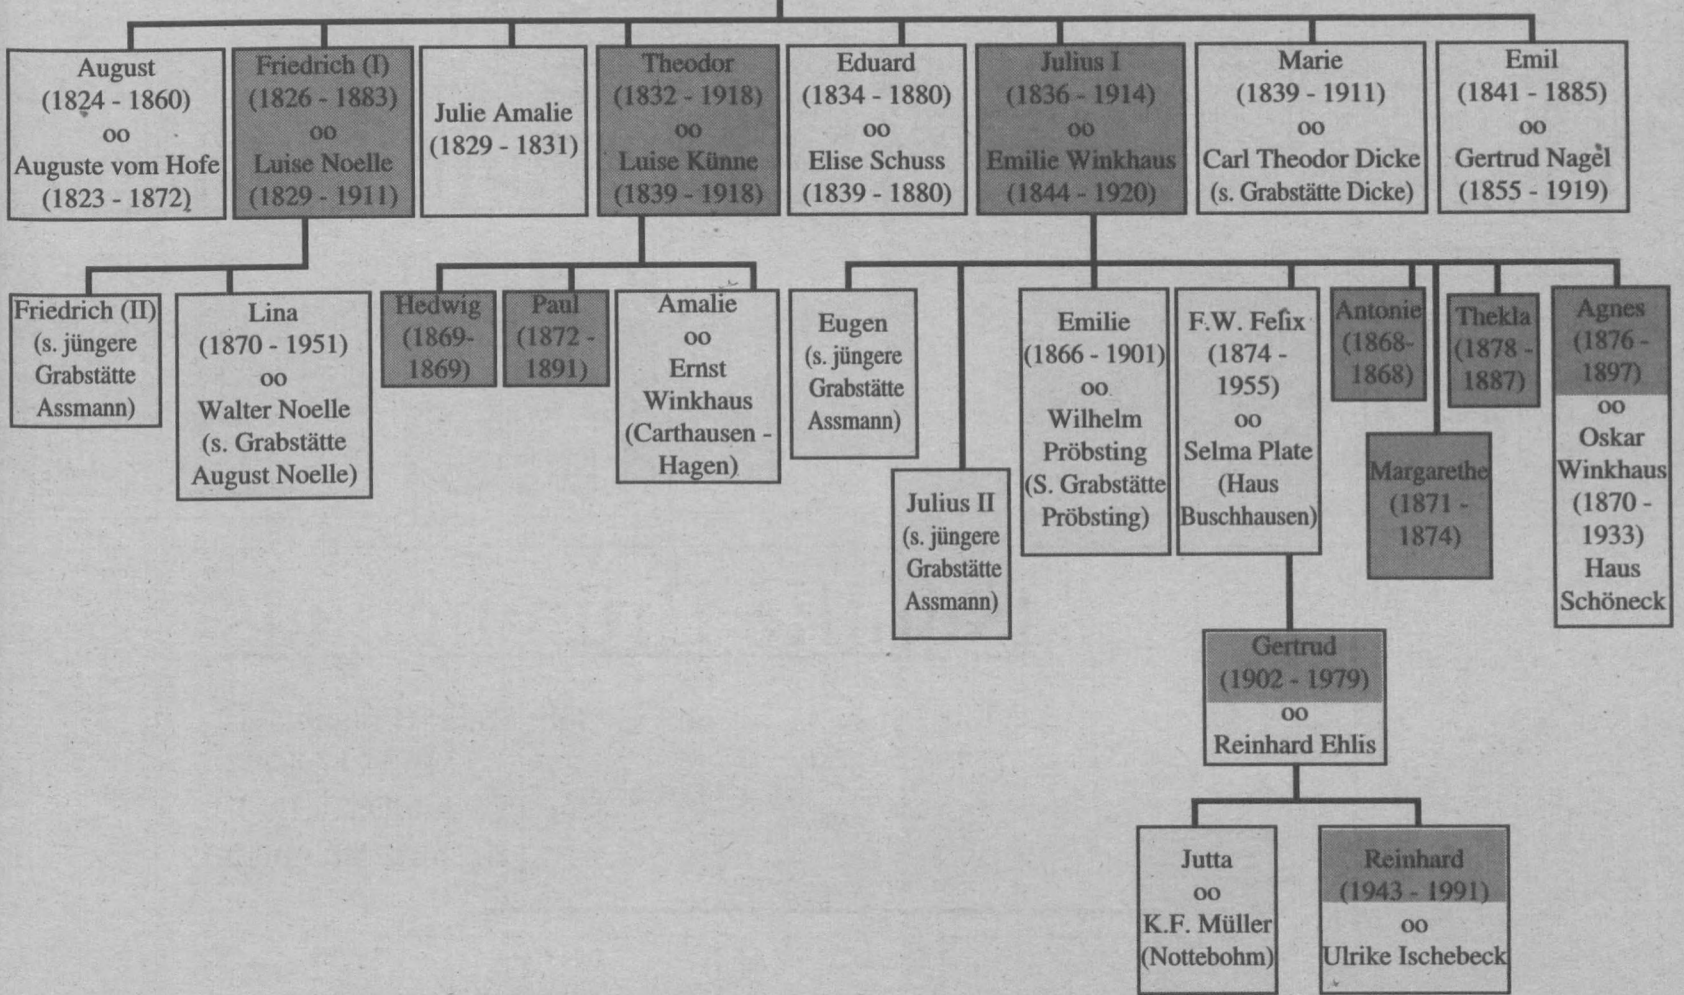 August
(1824 - 1860)
oo
Auguste vom Hofe
(1823 - 1872)
Friedrich (I)
(1826 - 1883)
oo
Luise Noelle
(1829 - 1911)
Julie Amalie
(1829 - 1831)
Theodor
(1832 - 1918)
oo
Luise Künne
(1839 - 1918)
Eduard
(1834 - 1880)
oo
Elise Schuss
(1839 - 1880)
Julius I
(1836 - 1914)
oo
Emilie Winkhaus
(1844 - 1920)
Marie
(1839 - 1911)
oo
Carl Theodor Dicke
(s. Grabstätte Dicke)
Emil
(1841 - 1885)
oo
Gertrud Nagel
(1855 - 1919)
Friedrich (II)
(s. jüngere
Grabstätte
Assmann)
Lina
(1870 - 1951)
oo
Walter Noelle
(s. Grabstätte
August Noelle)
Hedwig
(1869-
1869)
Paul
(1872 -
1891)
Amalie
oo
Ernst
Winkhaus
(Carthausen -
Hagen)
Eugen
(s. jüngere
Grabstätte
Assmann)
Julius II
(s. jüngere
Grabstätte
Assmann)
Emilie
(1866 - 1901)
oo
Wilhelm
Pröbsting
(S. Grabstätte
Pröbsting)
F.W. Felix
(1874 -
1955)
oo
Selma Plate
(Haus
Buschhausen)
Antonie
(1868-
1868)
Margarethe
(1871 -
1874)
Thekla
(1878 -
1887)
Agnes
(1876 -
1897)
oo
Oskar
Winkhaus
(1870 -
1933)
Haus
Schöneck
Gertrud
(1902 - 1979)
oo
Reinhard Ehlis
Jutta
oo
K.F. Müller
(Nottebohm)
Reinhard
(1943 - 1991)
oo
Ulrike Ischebeck